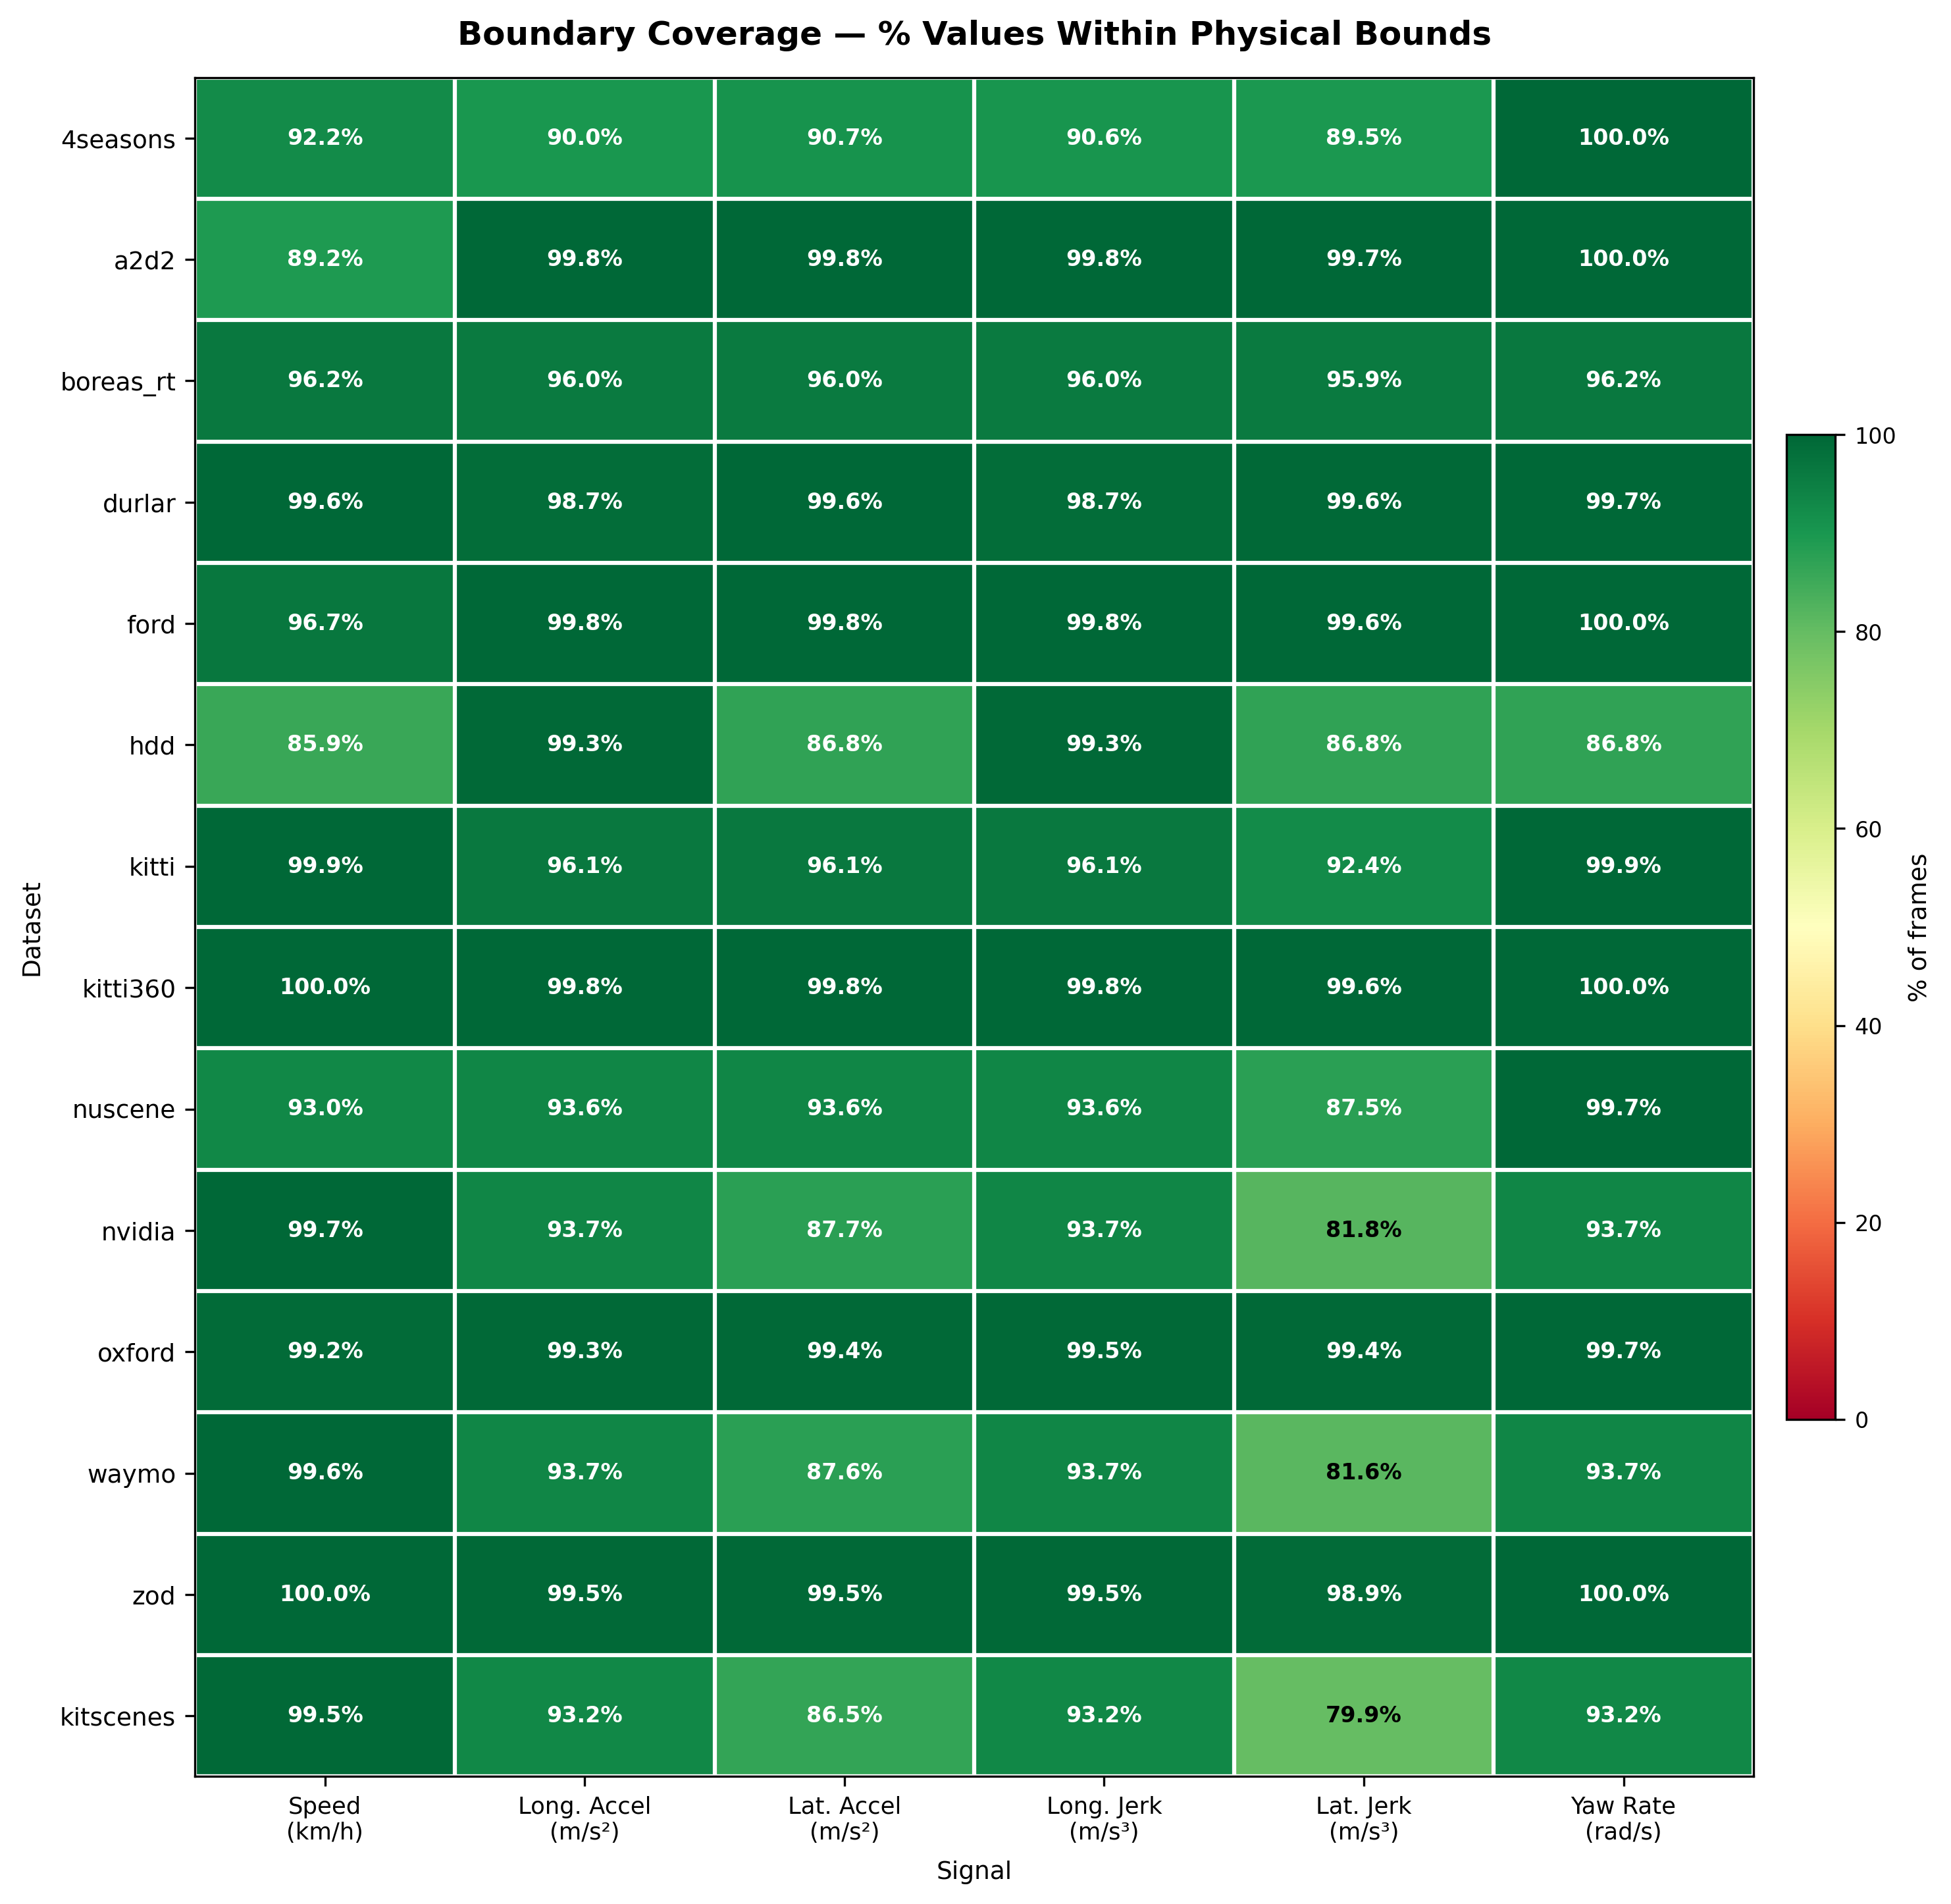 Boundary Coverage — % Values Within Physical Bounds
4seasons 92.2% 90.0% 90.7% 90.6% 89.5% 100.0%
a2d2 89.2% 99.8% 99.8% 99.8% 99.7% 100.0%
boreas_rt 96.2% 96.0% 96.0% 96.0% 95.9% 96.2%
durlar 99.6% 98.7% 99.6% 98.7% 99.6% 99.7%
ford 96.7% 99.8% 99.8% 99.8% 99.6% 100.0%
hdd 85.9% 99.3% 86.8% 99.3% 86.8% 86.8%
kitti 99.9% 96.1% 96.1% 96.1% 92.4% 99.9%
kitti360 100.0% 99.8% 99.8% 99.8% 99.6% 100.0%
nuscene 93.0% 93.6% 93.6% 93.6% 87.5% 99.7%
nvidia 99.7% 93.7% 87.7% 93.7% 81.8% 93.7%
oxford 99.2% 99.3% 99.4% 99.5% 99.4% 99.7%
waymo 99.6% 93.7% 87.6% 93.7% 81.6% 93.7%
zod 100.0% 99.5% 99.5% 99.5% 98.9% 100.0%
kitscenes 99.5% 93.2% 86.5% 93.2% 79.9% 93.2%
Speed Long. Accel Lat. Accel Long. Jerk Lat. Jerk Yaw Rate
(km/h) (m/s²) (m/s²) (m/s³) (m/s³) (rad/s)
Signal
Dataset
100
80
60
40
20
0
% of frames